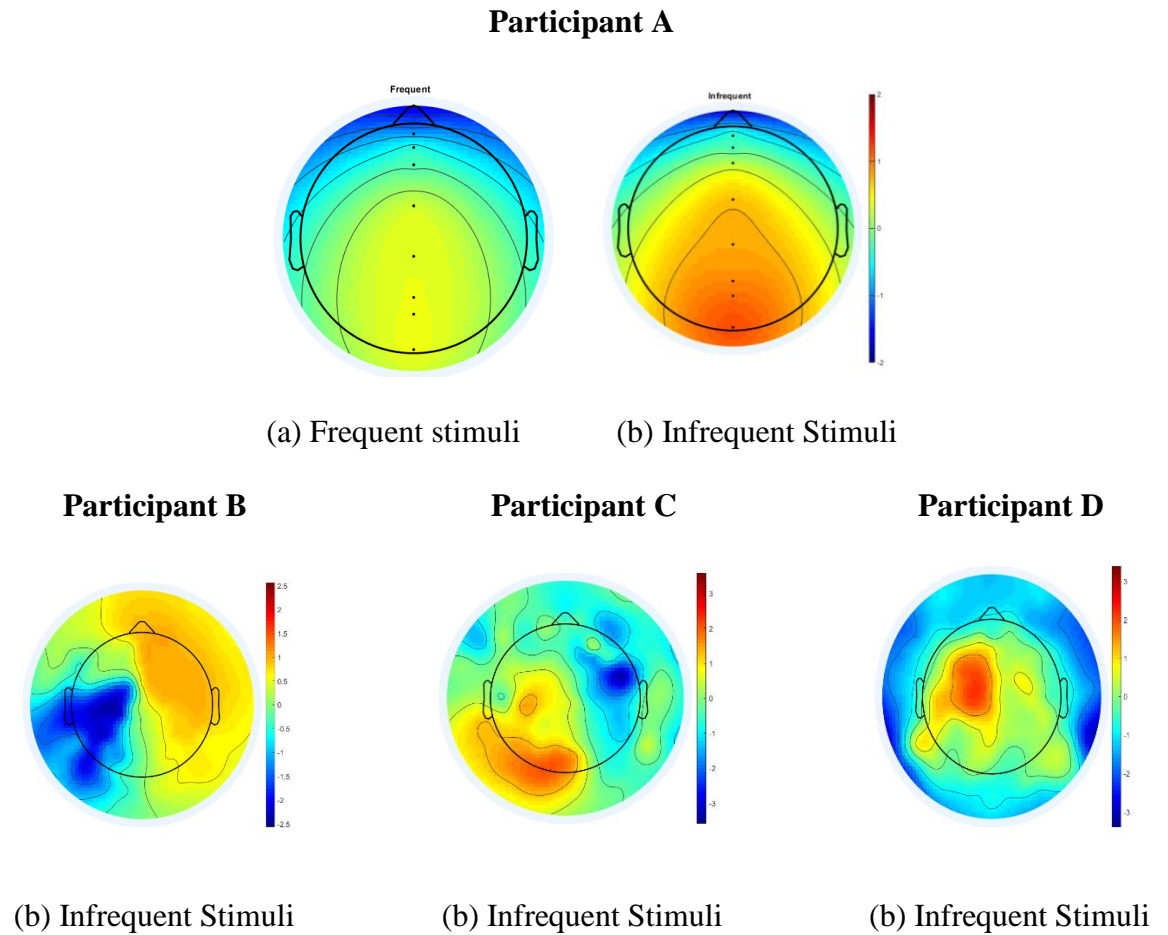 Participant A
Frequent
Infrequent
2
1
0
-1
-2
(a) Frequent stimuli
(b) Infrequent Stimuli
Participant B
Participant C
Participant D
2.5
2
1.5
1
0.5
0
-0.5
-1
-1.5
-2
-2.5
3
2
1
0
-1
-2
-3
3
2
1
0
-1
-2
-3
(b) Infrequent Stimuli
(b) Infrequent Stimuli
(b) Infrequent Stimuli